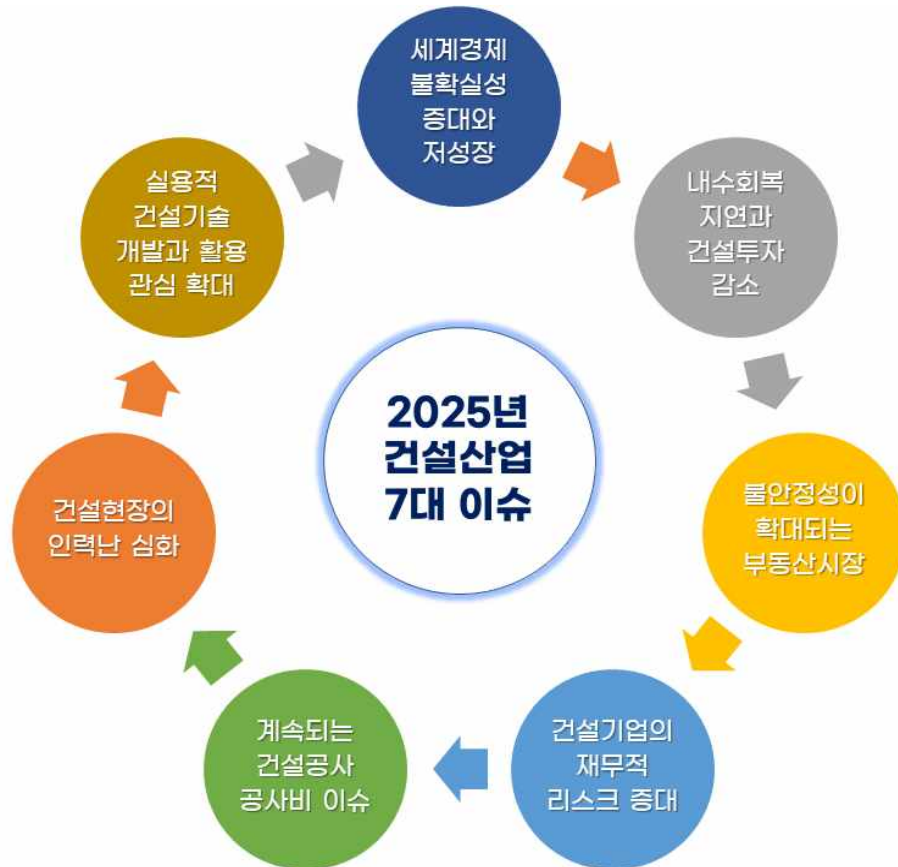 세계경제
불확실성
증대와
저성장
내수회복
지연과
건설투자
감소
불안정성이
확대되는
부동산시장
건설기업의
재무적
리스크 증대
계속되는
건설공사
공사비 이슈
건설현장의
인력난 심화
실용적
건설기술
개발과 활용
관심 확대
2025년
건설산업
7대 이슈